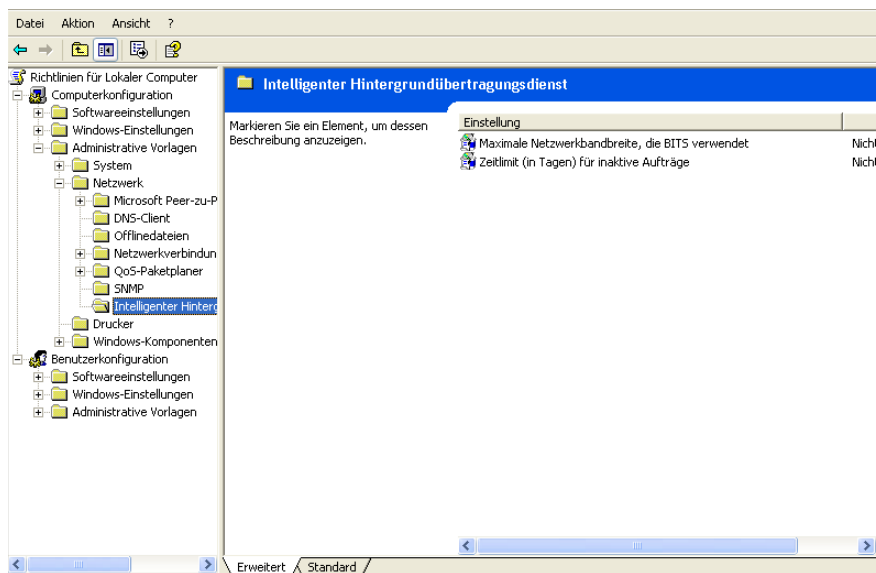 Datei Aktion Ansicht ?
Richtlinien für Lokaler Computer
Computerkonfiguration
Softwareeinstellungen
Windows-Einstellungen
Administrative Vorlagen
System
Netzwerk
Microsoft Peer-zu-P
DNS-Client
Offlinedateien
Netzwerkverbindun
QoS-Paketplaner
SNMP
Intelligenter Hinterg
Drucker
Windows-Komponenten
Benutzerkonfiguration
Softwareeinstellungen
Windows-Einstellungen
Administrative Vorlagen
Intelligenter Hintergrundübertragungsdienst
Markieren Sie ein Element, um dessen
Beschreibung anzuzeigen.
Einstellung
Maximale Netzwerkbandbreite, die BITS verwendet Nicht
Zeitlimit (in Tagen) für inaktive Aufträge Nicht
Erweitert Standard